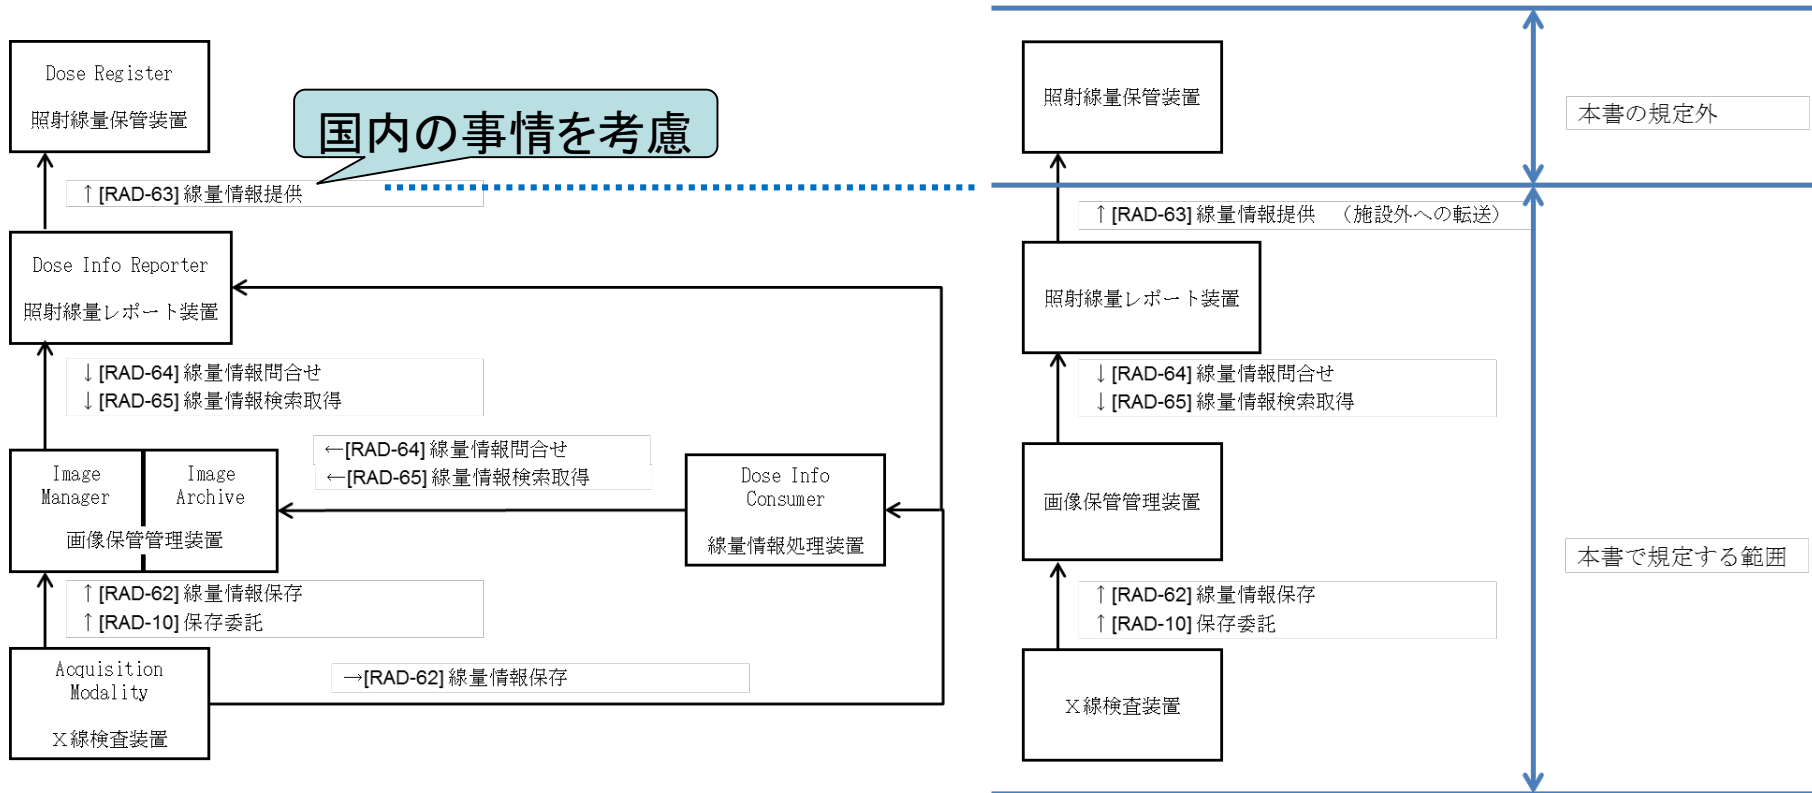 Dose Register
照射線量保管装置
国内の事情を考慮
↑[RAD-63] 線量情報提供
Dose Info Reporter
照射線量レポート装置
↓[RAD-64] 線量情報問合せ
↓[RAD-65] 線量情報検索取得
←[RAD-64] 線量情報問合せ
←[RAD-65] 線量情報検索取得
Image
Manager
Image
Archive
画像保管管理装置
Dose Info
Consumer
線量情報処理装置
↑[RAD-62] 線量情報保存
↑[RAD-10] 保存委託
Acquisition
Modality
X線検査装置
→[RAD-62] 線量情報保存
照射線量保管装置
本書の規定外
↑[RAD-63] 線量情報提供 （施設外への転送）
照射線量レポート装置
↓[RAD-64] 線量情報問合せ
↓[RAD-65] 線量情報検索取得
画像保管管理装置
本書で規定する範囲
↑[RAD-62] 線量情報保存
↑[RAD-10] 保存委託
X線検査装置